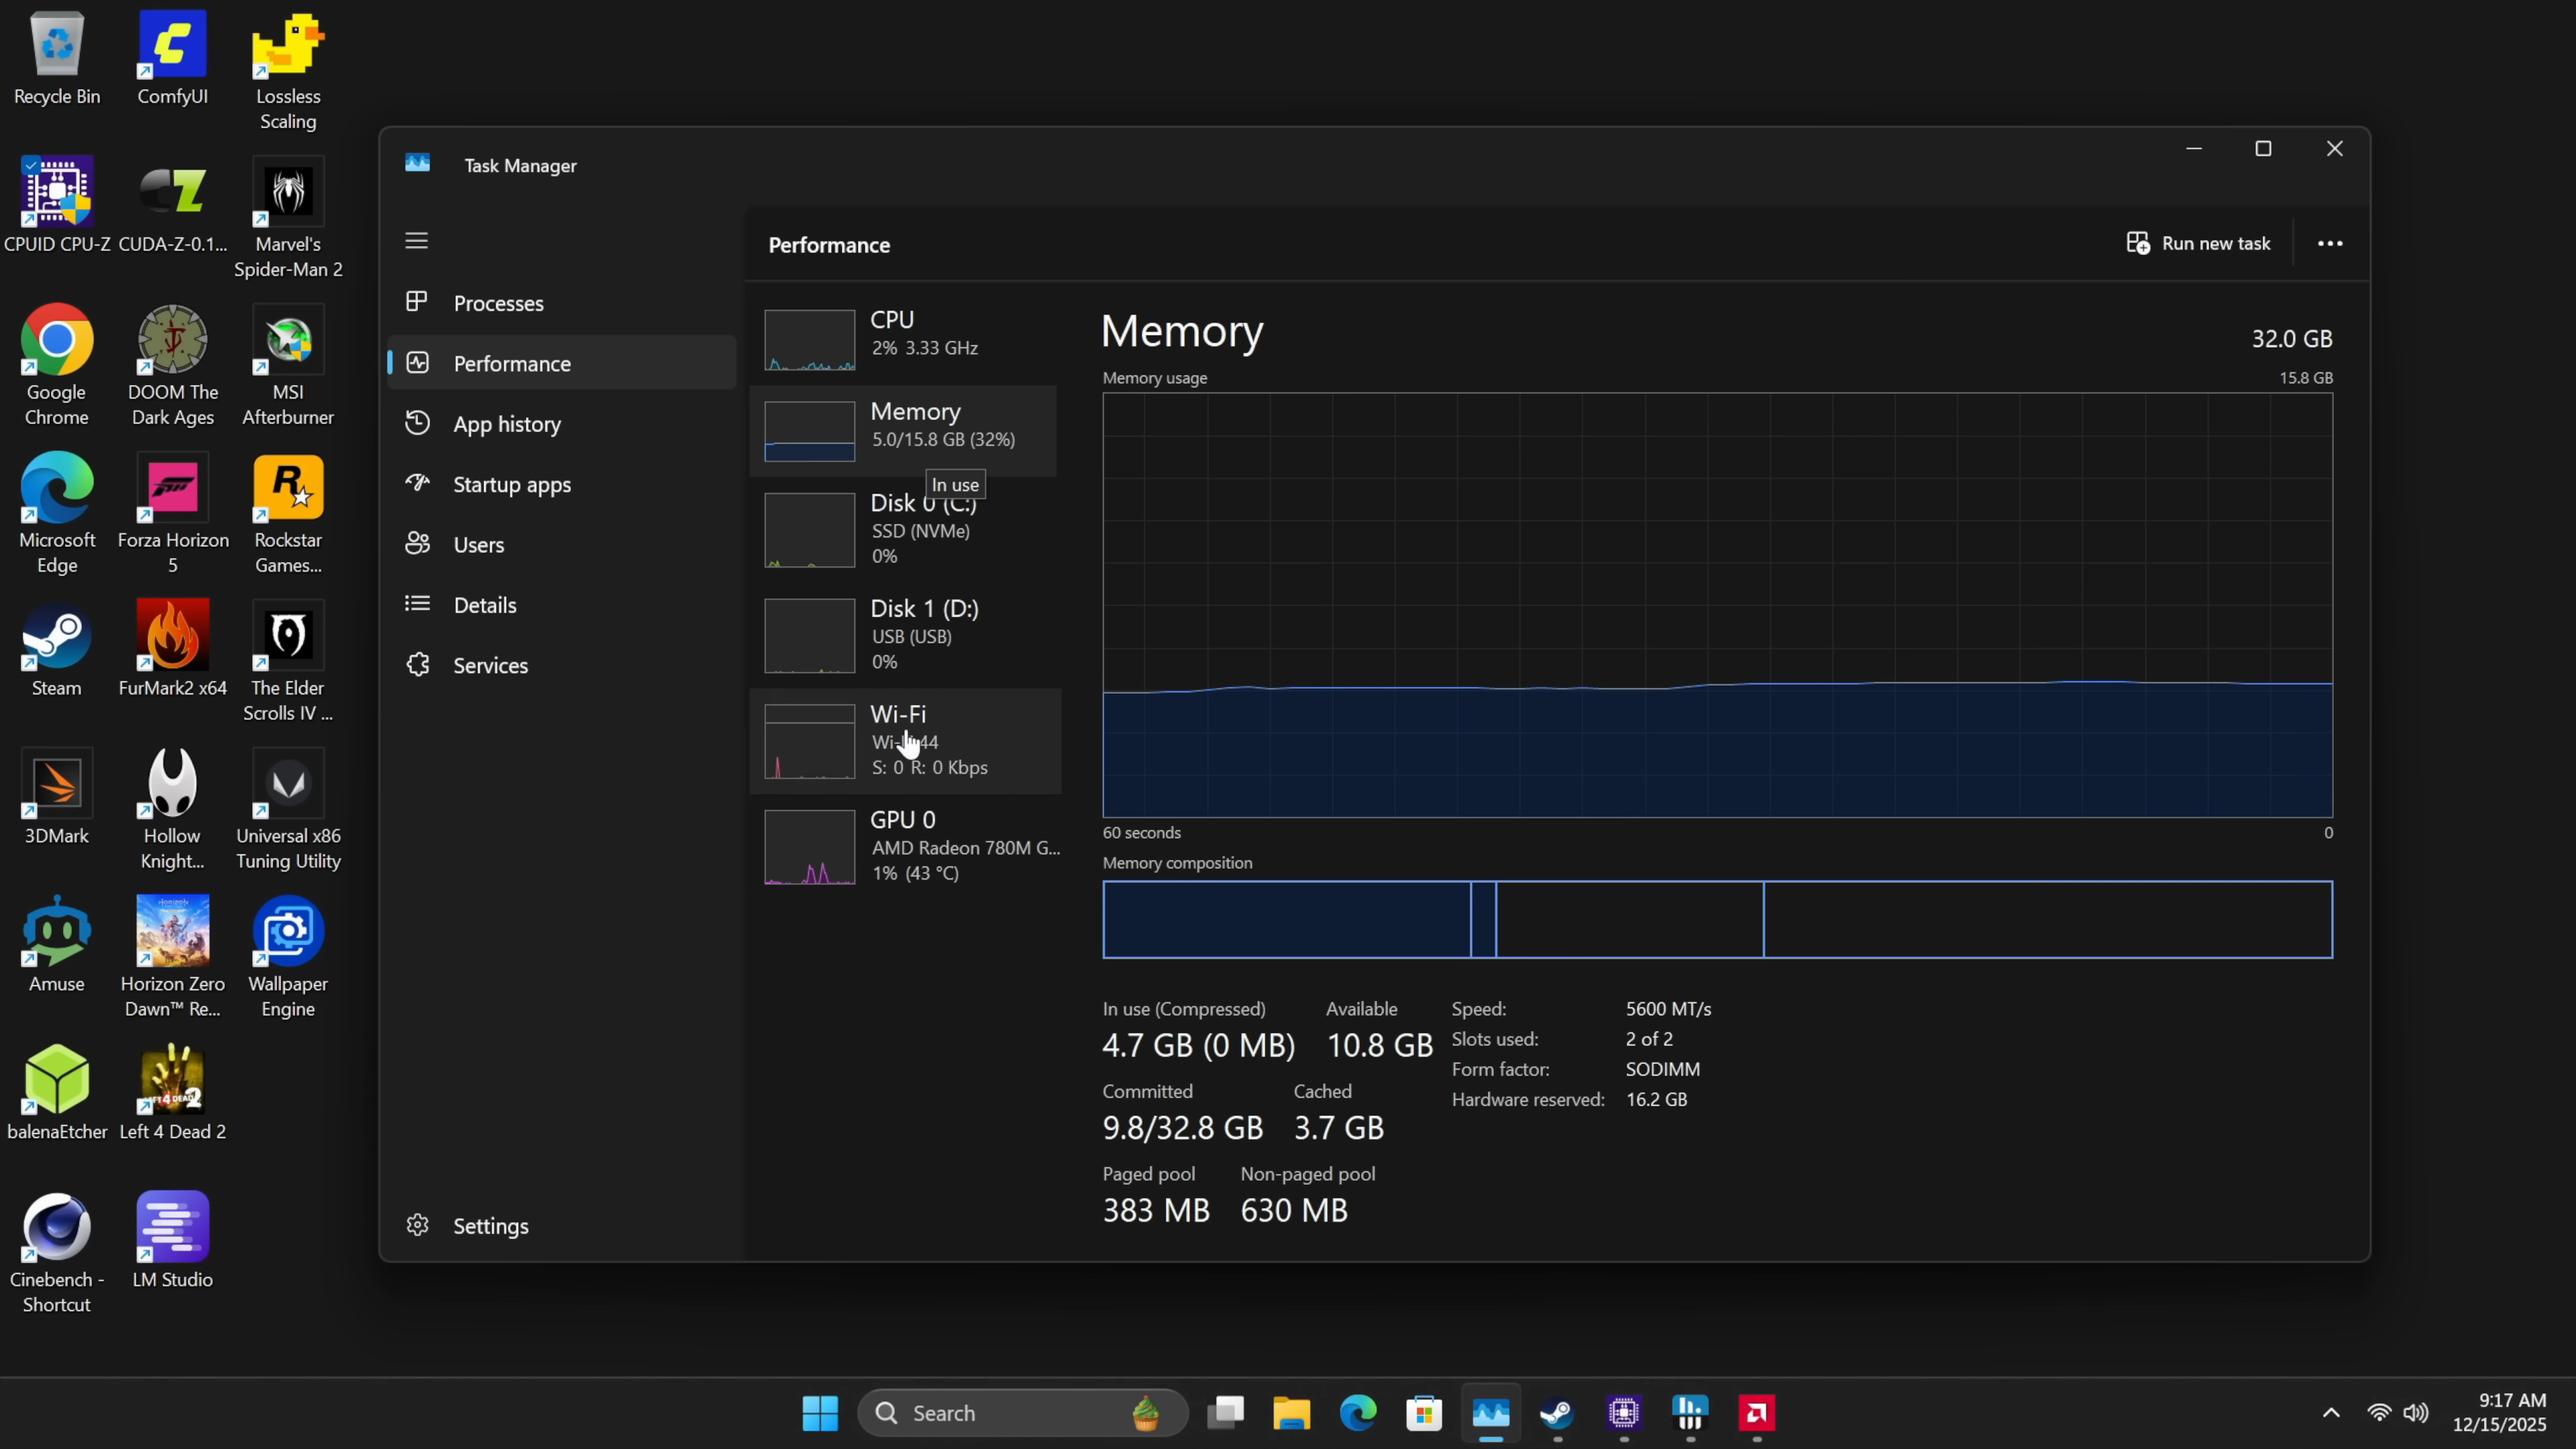 Recycle Bin
ComfyUI
Lossless
Scaling
CPUID CPU-Z
CUDA-Z-0.1...
Marvel's
Spider-Man 2
Google
Chrome
DOOM The
Dark Ages
MSI
Afterburner
Microsoft
Edge
Forza Horizon
5
Rockstar
Games...
Steam
FurMark2 x64
The Elder
Scrolls IV ...
3DMark
Hollow
Knight...
Universal x86
Tuning Utility
Amuse
Horizon Zero
Dawn™ Re...
Wallpaper
Engine
balenaEtcher
Left 4 Dead 2
Cinebench -
Shortcut
LM Studio
Task Manager
Processes
Performance
App history
Startup apps
Users
Details
Services
Settings
Performance
Run new task
CPU
2% 3.33 GHz
Memory
5.0/15.8 GB (32%)
In use
Disk 0 (C:)
SSD (NVMe)
0%
Disk 1 (D:)
USB (USB)
0%
Wi-Fi
S: 0 R: 0 Kbps
GPU 0
AMD Radeon 780M G...
1% (43 °C)
Memory
32.0 GB
Memory usage
15.8 GB
60 seconds
0
Memory composition
In use (Compressed)
Available
4.7 GB (0 MB)
10.8 GB
Committed
Cached
9.8/32.8 GB
3.7 GB
Paged pool
Non-paged pool
383 MB
630 MB
Speed: 5600 MT/s
Slots used: 2 of 2
Form factor: SODIMM
Hardware reserved: 16.2 GB
Search
9:17 AM
12/15/2025